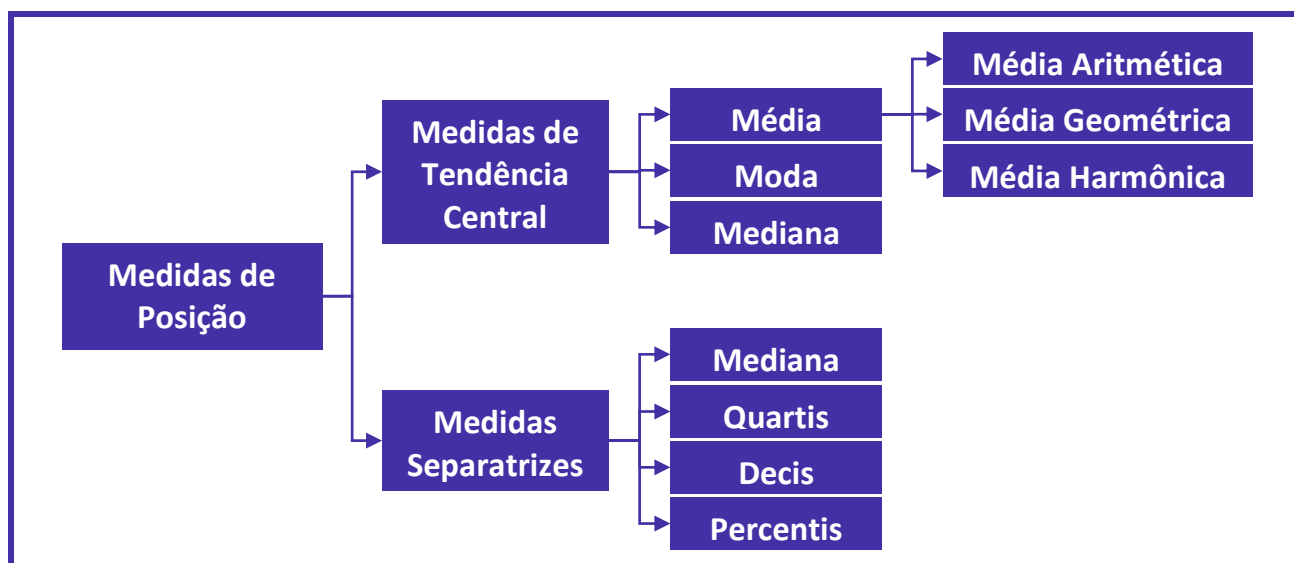 Medidas de
Posição
Medidas de
Tendência
Central
Média
Moda
Mediana
Média Aritmética
Média Geométrica
Média Harmônica
Medidas
Separatrizes
Mediana
Quartis
Decis
Percentis